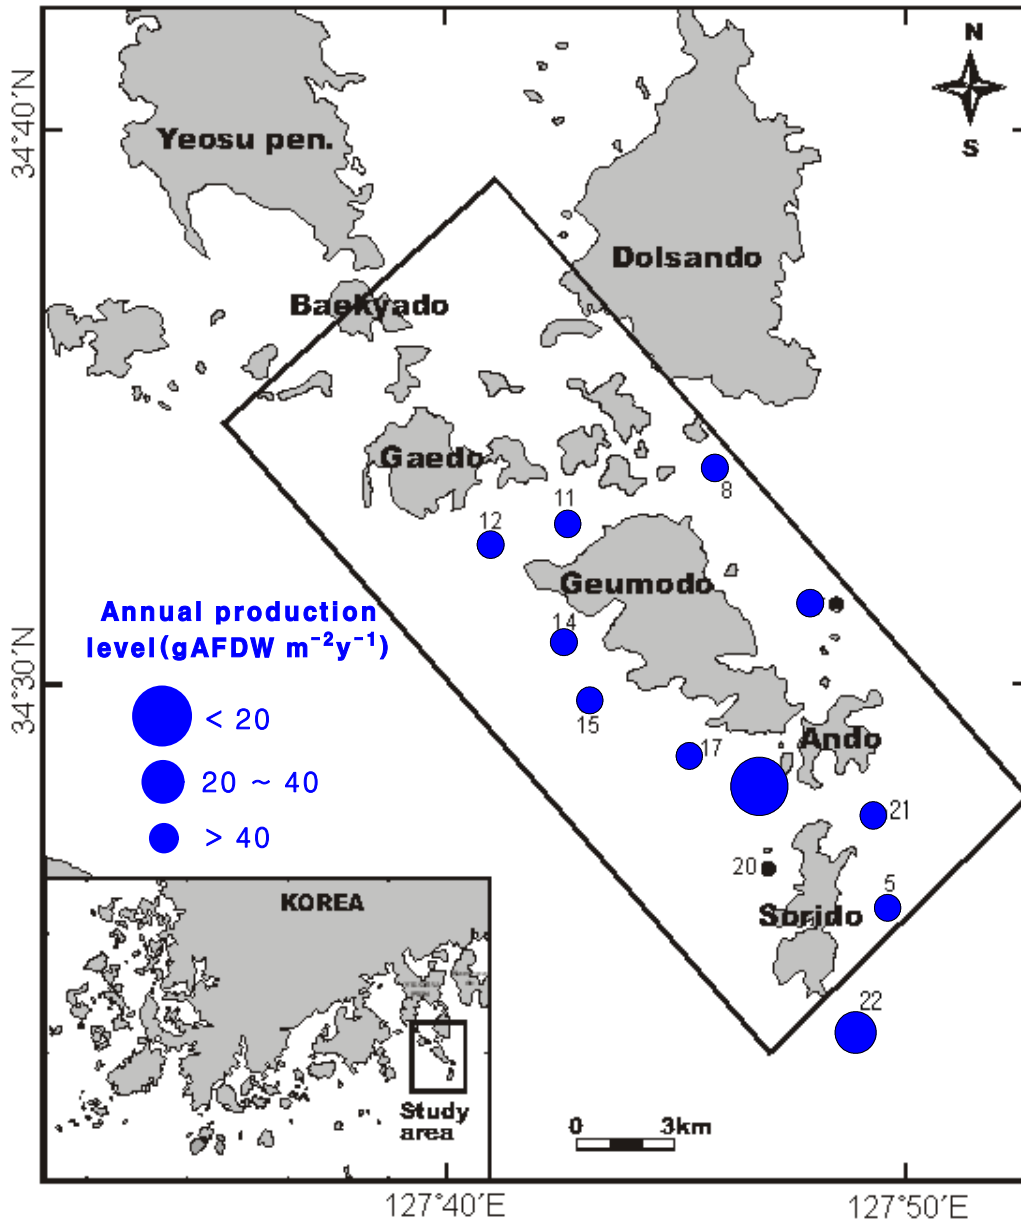 N
S
34°40′N
Yeosu pen.
Dolsando
Baekyado
Gaedo
8
11
12
Geumodo
Annual production
level(gAFDW m⁻²y⁻¹)
14
34°30′N
15
< 20
17
Ando
20 ~ 40
21
> 40
20
5
Sorido
KOREA
22
Study
area
0 3km
127°40′E
127°50′E